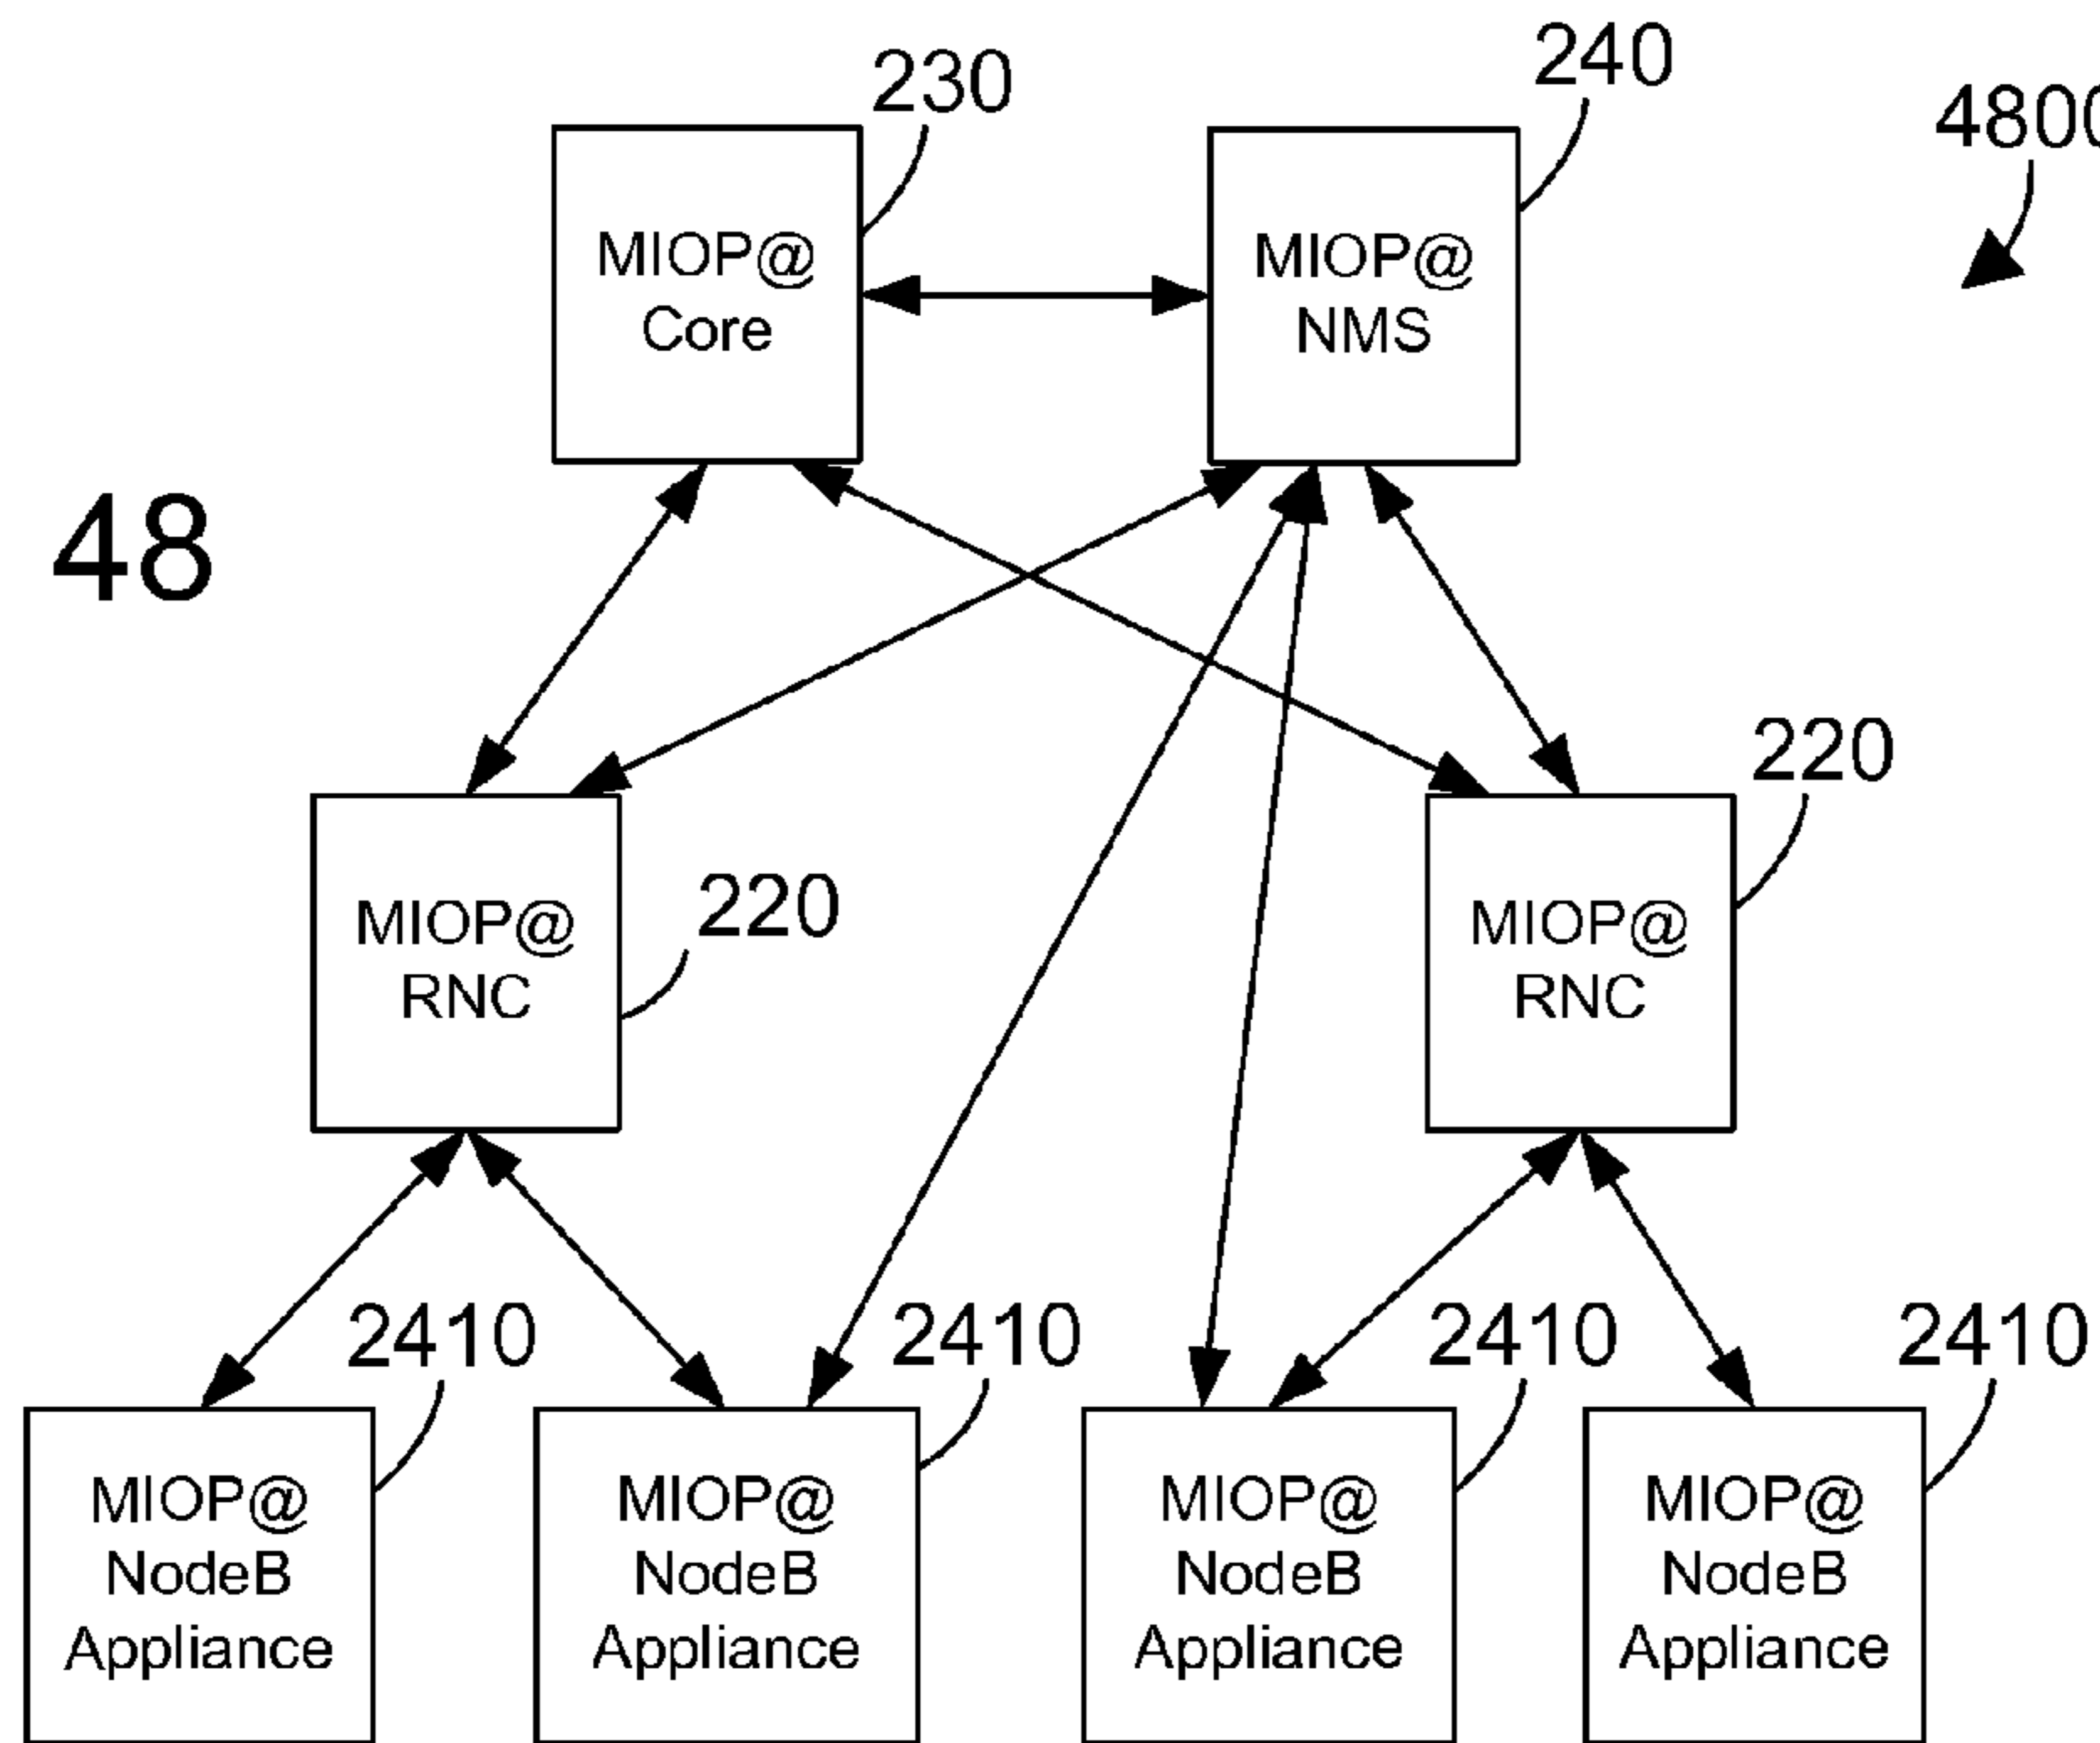 230
240
4800
MIOP@
Core
MIOP@
NMS
48
220
MIOP@
RNC
220
MIOP@
RNC
2410
2410
2410
2410
MIOP@
NodeB
Appliance
MIOP@
NodeB
Appliance
MIOP@
NodeB
Appliance
MIOP@
NodeB
Appliance